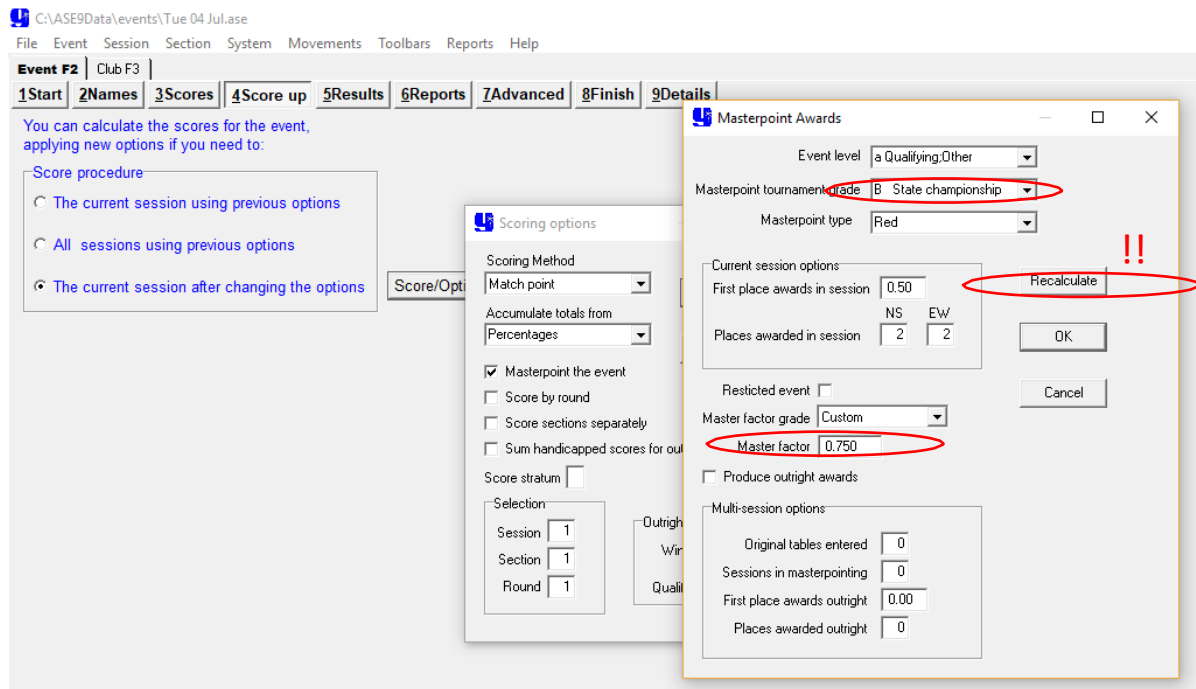 C:\ASE9Data\events\Tue 04 Jul.ase
File Event Session Section System Movements Toolbars Reports Help
Event F2 Club F3
1Start 2Names 3Scores 4Score up 5Results 6Reports 7Advanced 8Finish 9Details
You can calculate the scores for the event,
applying new options if you need to:
Score procedure
The current session using previous options
All sessions using previous options
The current session after changing the options
Score/Opti
Scoring options
Scoring Method
Match point
Accumulate totals from
Percentages
Masterpoint the event
Score by round
Score sections separately
Sum handicapped scores for out
Score stratum
Selection
Session 1
Section 1
Round 1
Outrigh
Wir
Qualif
Masterpoint Awards
Event level a Qualifying;Other
Masterpoint tournament grade B State championship
Masterpoint type Red
!!
Current session options
First place awards in session 0.50
NS EW
Places awarded in session 2 2
Recalculate
OK
Cancel
Resticted event
Master factor grade Custom
Master factor 0.750
Produce outright awards
Multi-session options
Original tables entered 0
Sessions in masterpointing 0
First place awards outright 0.00
Places awarded outright 0